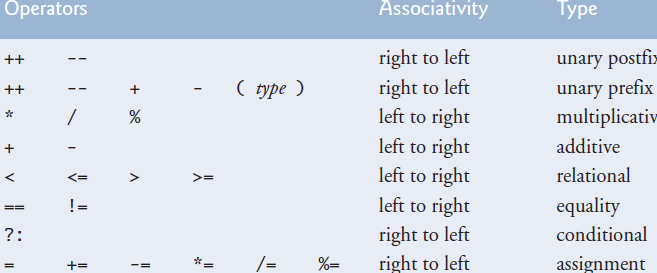 Operators Associativity Type
++ -- right to left unary postfix
++ -- + - ( type ) right to left unary prefix
* / % left to right multiplicativ
+ - left to right additive
< <= > >= left to right relational
== != left to right equality
?: right to left conditional
= += -= *= /= %= right to left assignment